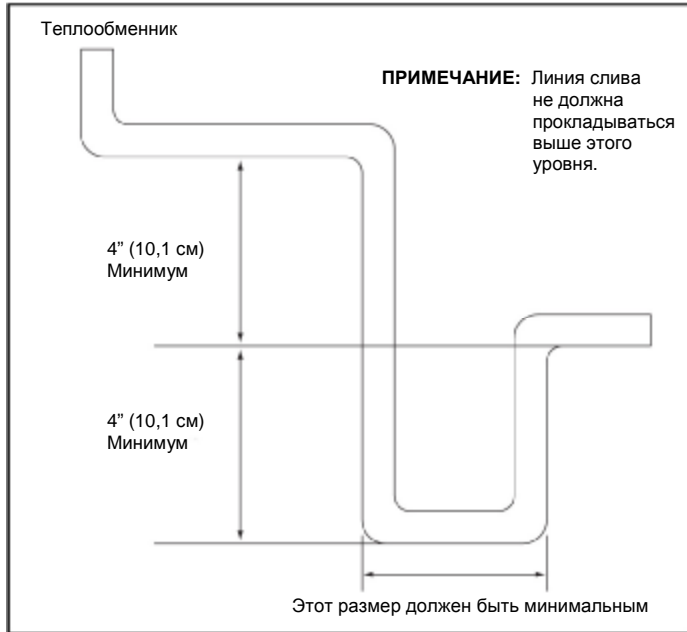 Теплообменник
ПРИМЕЧАНИЕ: Линия слива
не должна
прокладываться
выше этого
уровня.
4” (10,1 см)
Минимум
4” (10,1 см)
Минимум
Этот размер должен быть минимальным